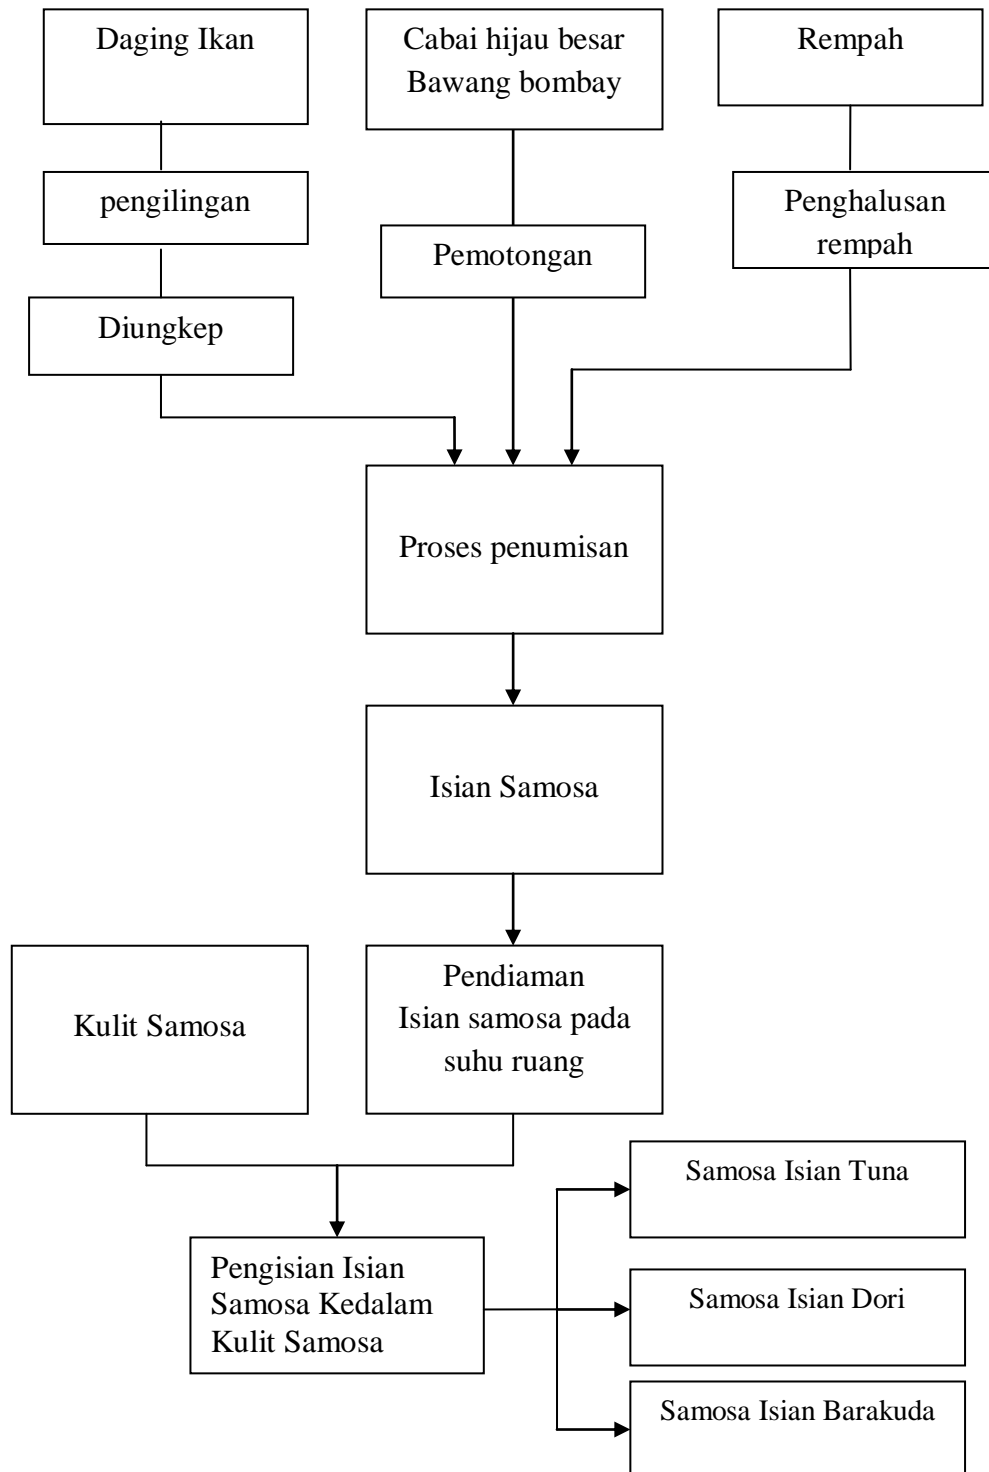 Daging Ikan
Cabai hijau besar
Bawang bombay
Rempah
pengilingan
Penghalusan
rempah
Pemotongan
Diungkep
Proses penumisan
Isian Samosa
Kulit Samosa
Pendiaman
Isian samosa pada
suhu ruang
Samosa Isian Tuna
Pengisian Isian
Samosa Kedalam
Kulit Samosa
Samosa Isian Dori
Samosa Isian Barakuda